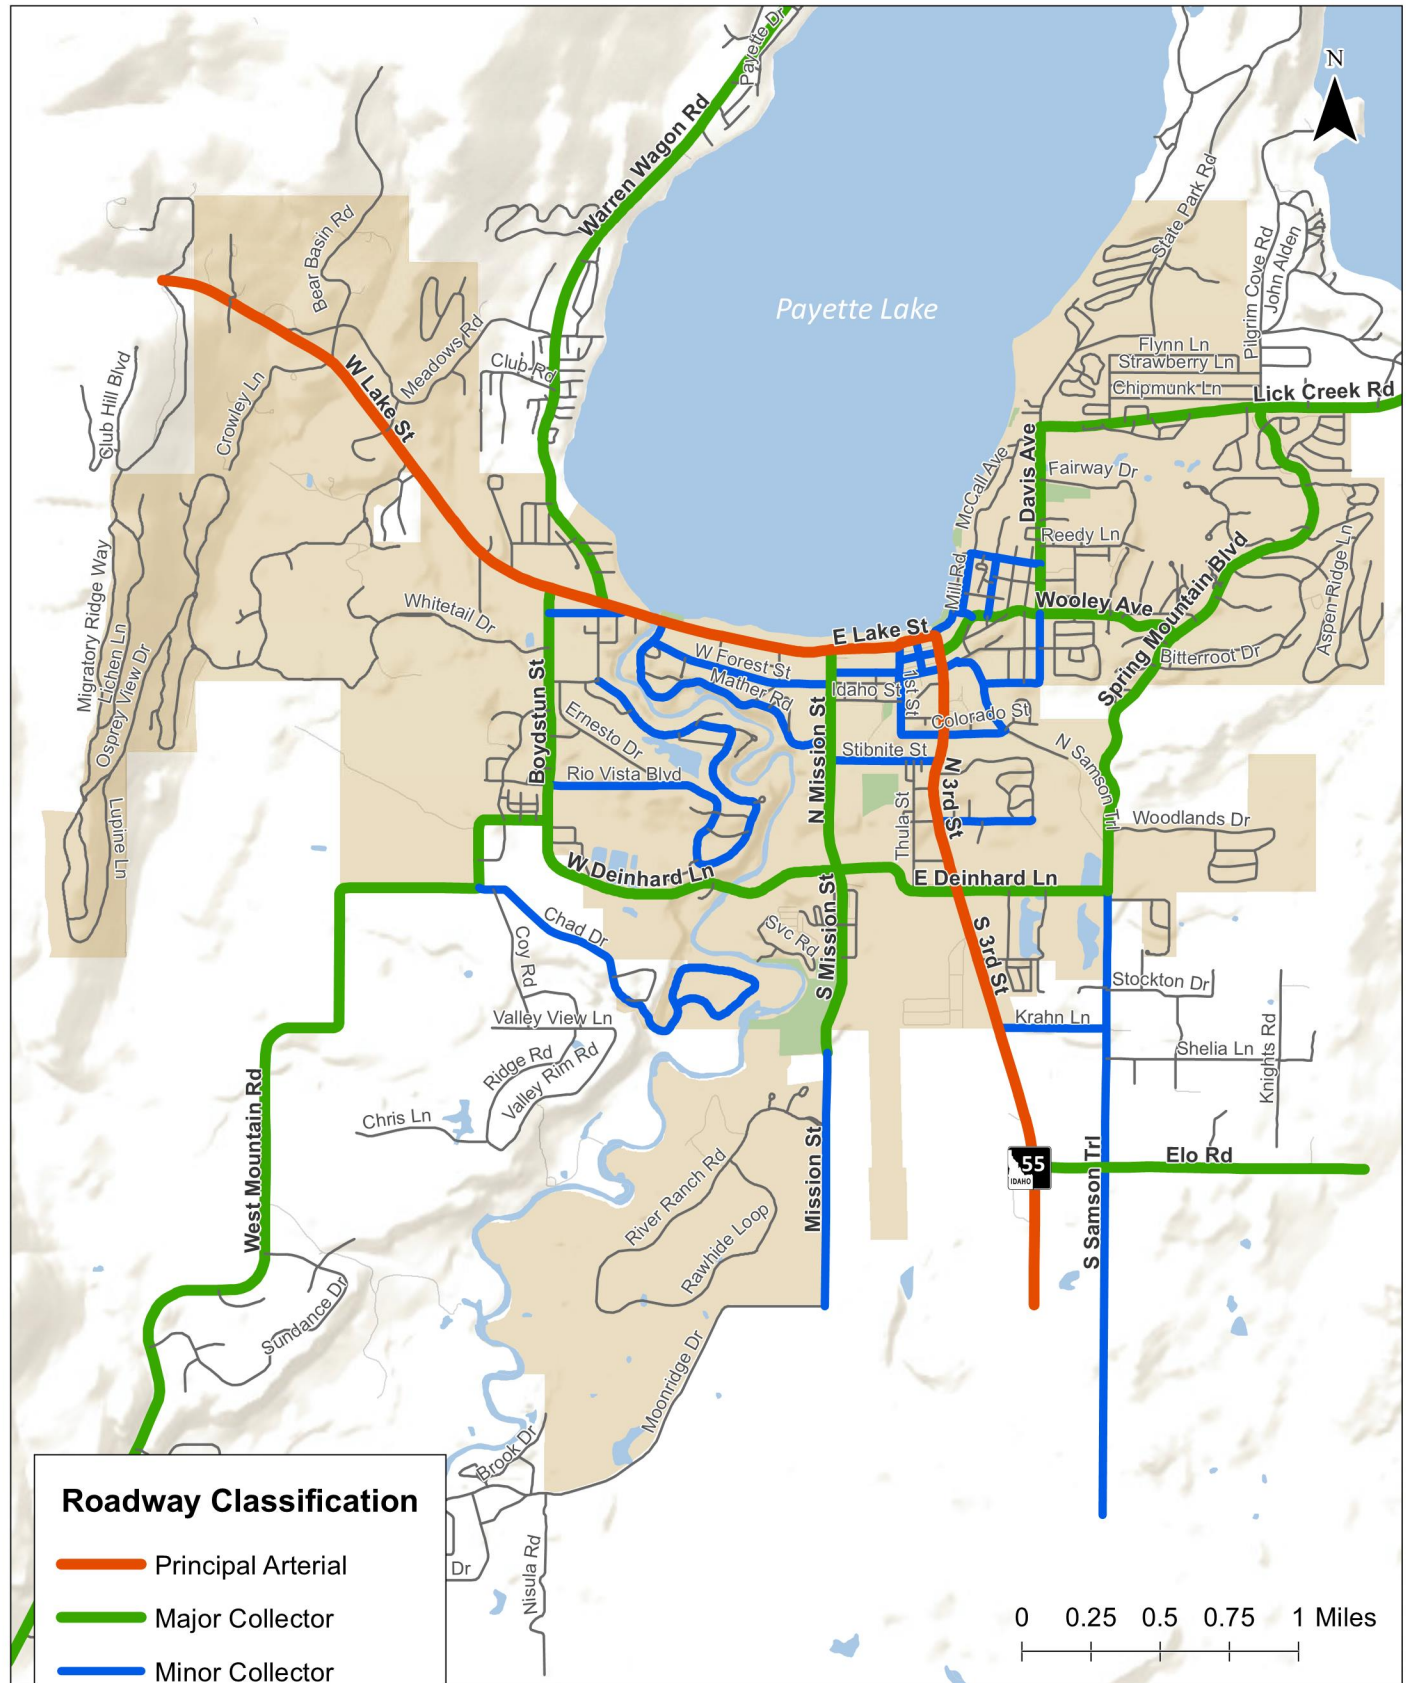 Payette Dr
N
Warren Wagon Rd
State Park Rd
Bear Basin Rd
Pilgrim Cove Rd
John Alden
Payette Lake
Meadows Rd
Flynn Ln
Strawberry Ln
Club Rd
Chipmunk Ln
Lick Creek Rd
W Lake St
Club Hill Blvd
Crowley Ln
McCall Ave
Davis Ave
Fairway Dr
Reedy Ln
Spring Mountain Blvd
Aspen Ridge Ln
Migratory Ridge Way
Lichen Ln
Osprey View Dr
Whitetail Dr
Mill Rd
Wooley Ave
E Lake St
W Forest St
Bitterroot Dr
Mather Rd
Idaho St
1st St
Boydstun St
Ernesto Dr
N Mission St
Colorado St
Stibnite St
N Samson Trl
Rio Vista Blvd
N 3rd St
Thula St
Woodlands Dr
Lupine Ln
W Deinhard Ln
E Deinhard Ln
Chad Dr
Svc Rd
S Mission St
S 3rd St
Coy Rd
Stockton Dr
Valley View Ln
Krahn Ln
Ridge Rd
Valley Rim Rd
Shelia Ln
Knights Rd
Chris Ln
West Mountain Rd
Mission St
Elo Rd
55
IDAHO
River Ranch Rd
Rawhide Loop
S Samson Trl
Sundance Dr
Moonridge Dr
Brook Dr
Dr
Nisula Rd
Roadway Classification
Principal Arterial
Major Collector
Minor Collector
0 0.25 0.5 0.75 1 Miles